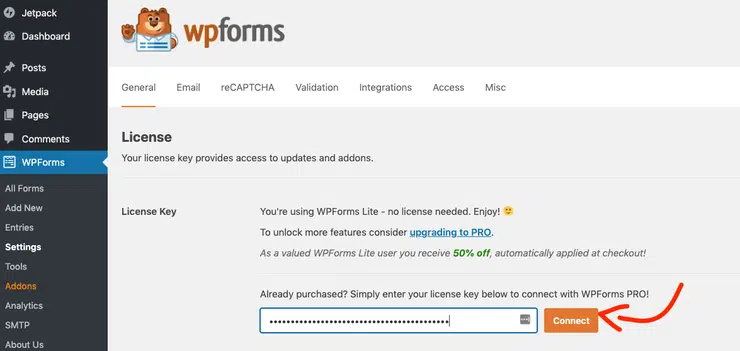 Jetpack
Dashboard
Posts
Media
Pages
Comments
WPForms
All Forms
Add New
Entries
Settings
Tools
Addons
Analytics
SMTP
About Us
wpforms
General Email reCAPTCHA Validation Integrations Access Misc
License
Your license key provides access to updates and addons.
License Key
You're using WPForms Lite - no license needed. Enjoy! 🙂
To unlock more features consider upgrading to PRO.
As a valued WPForms Lite user you receive 50% off, automatically applied at checkout!
Already purchased? Simply enter your license key below to connect with WPForms PRO!
Connect